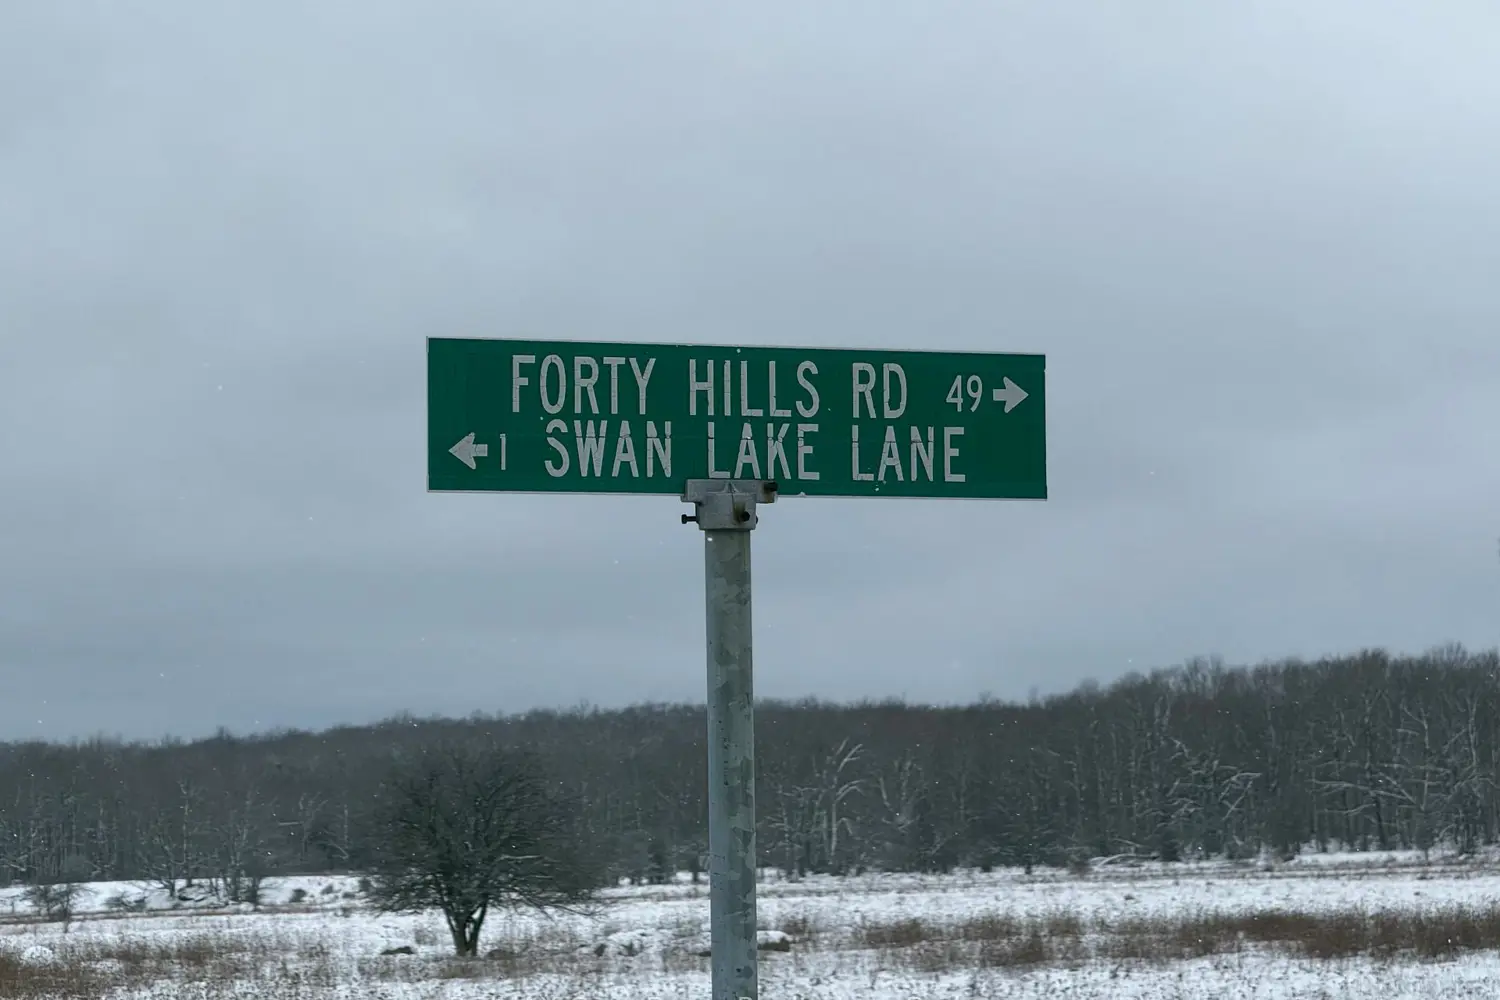 FORTY HILLS RD 49 →
← 1 SWAN LAKE LANE